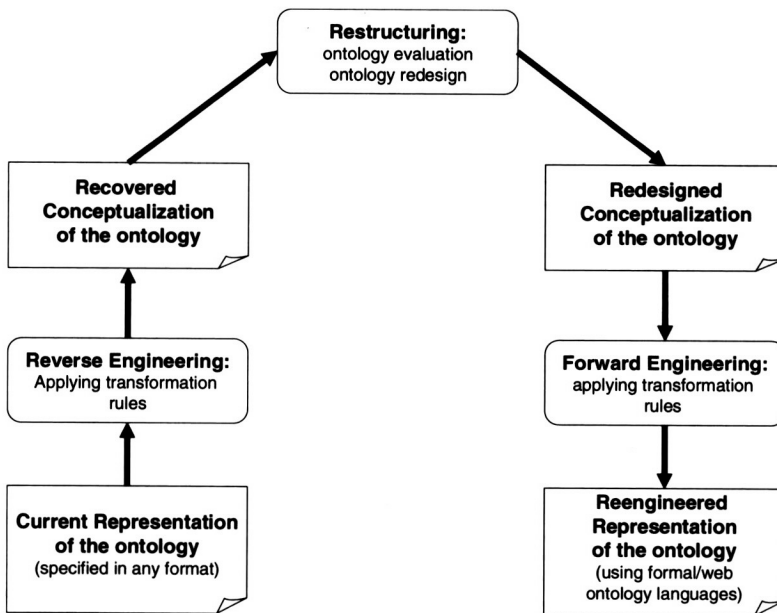 Restructuring:
ontology evaluation
ontology redesign
Recovered
Conceptualization
of the ontology
Redesigned
Conceptualization
of the ontology
Reverse Engineering:
Applying transformation
rules
Forward Engineering:
applying transformation
rules
Current Representation
of the ontology
(specified in any format)
Reengineered
Representation
of the ontology
(using formal/web
ontology languages)